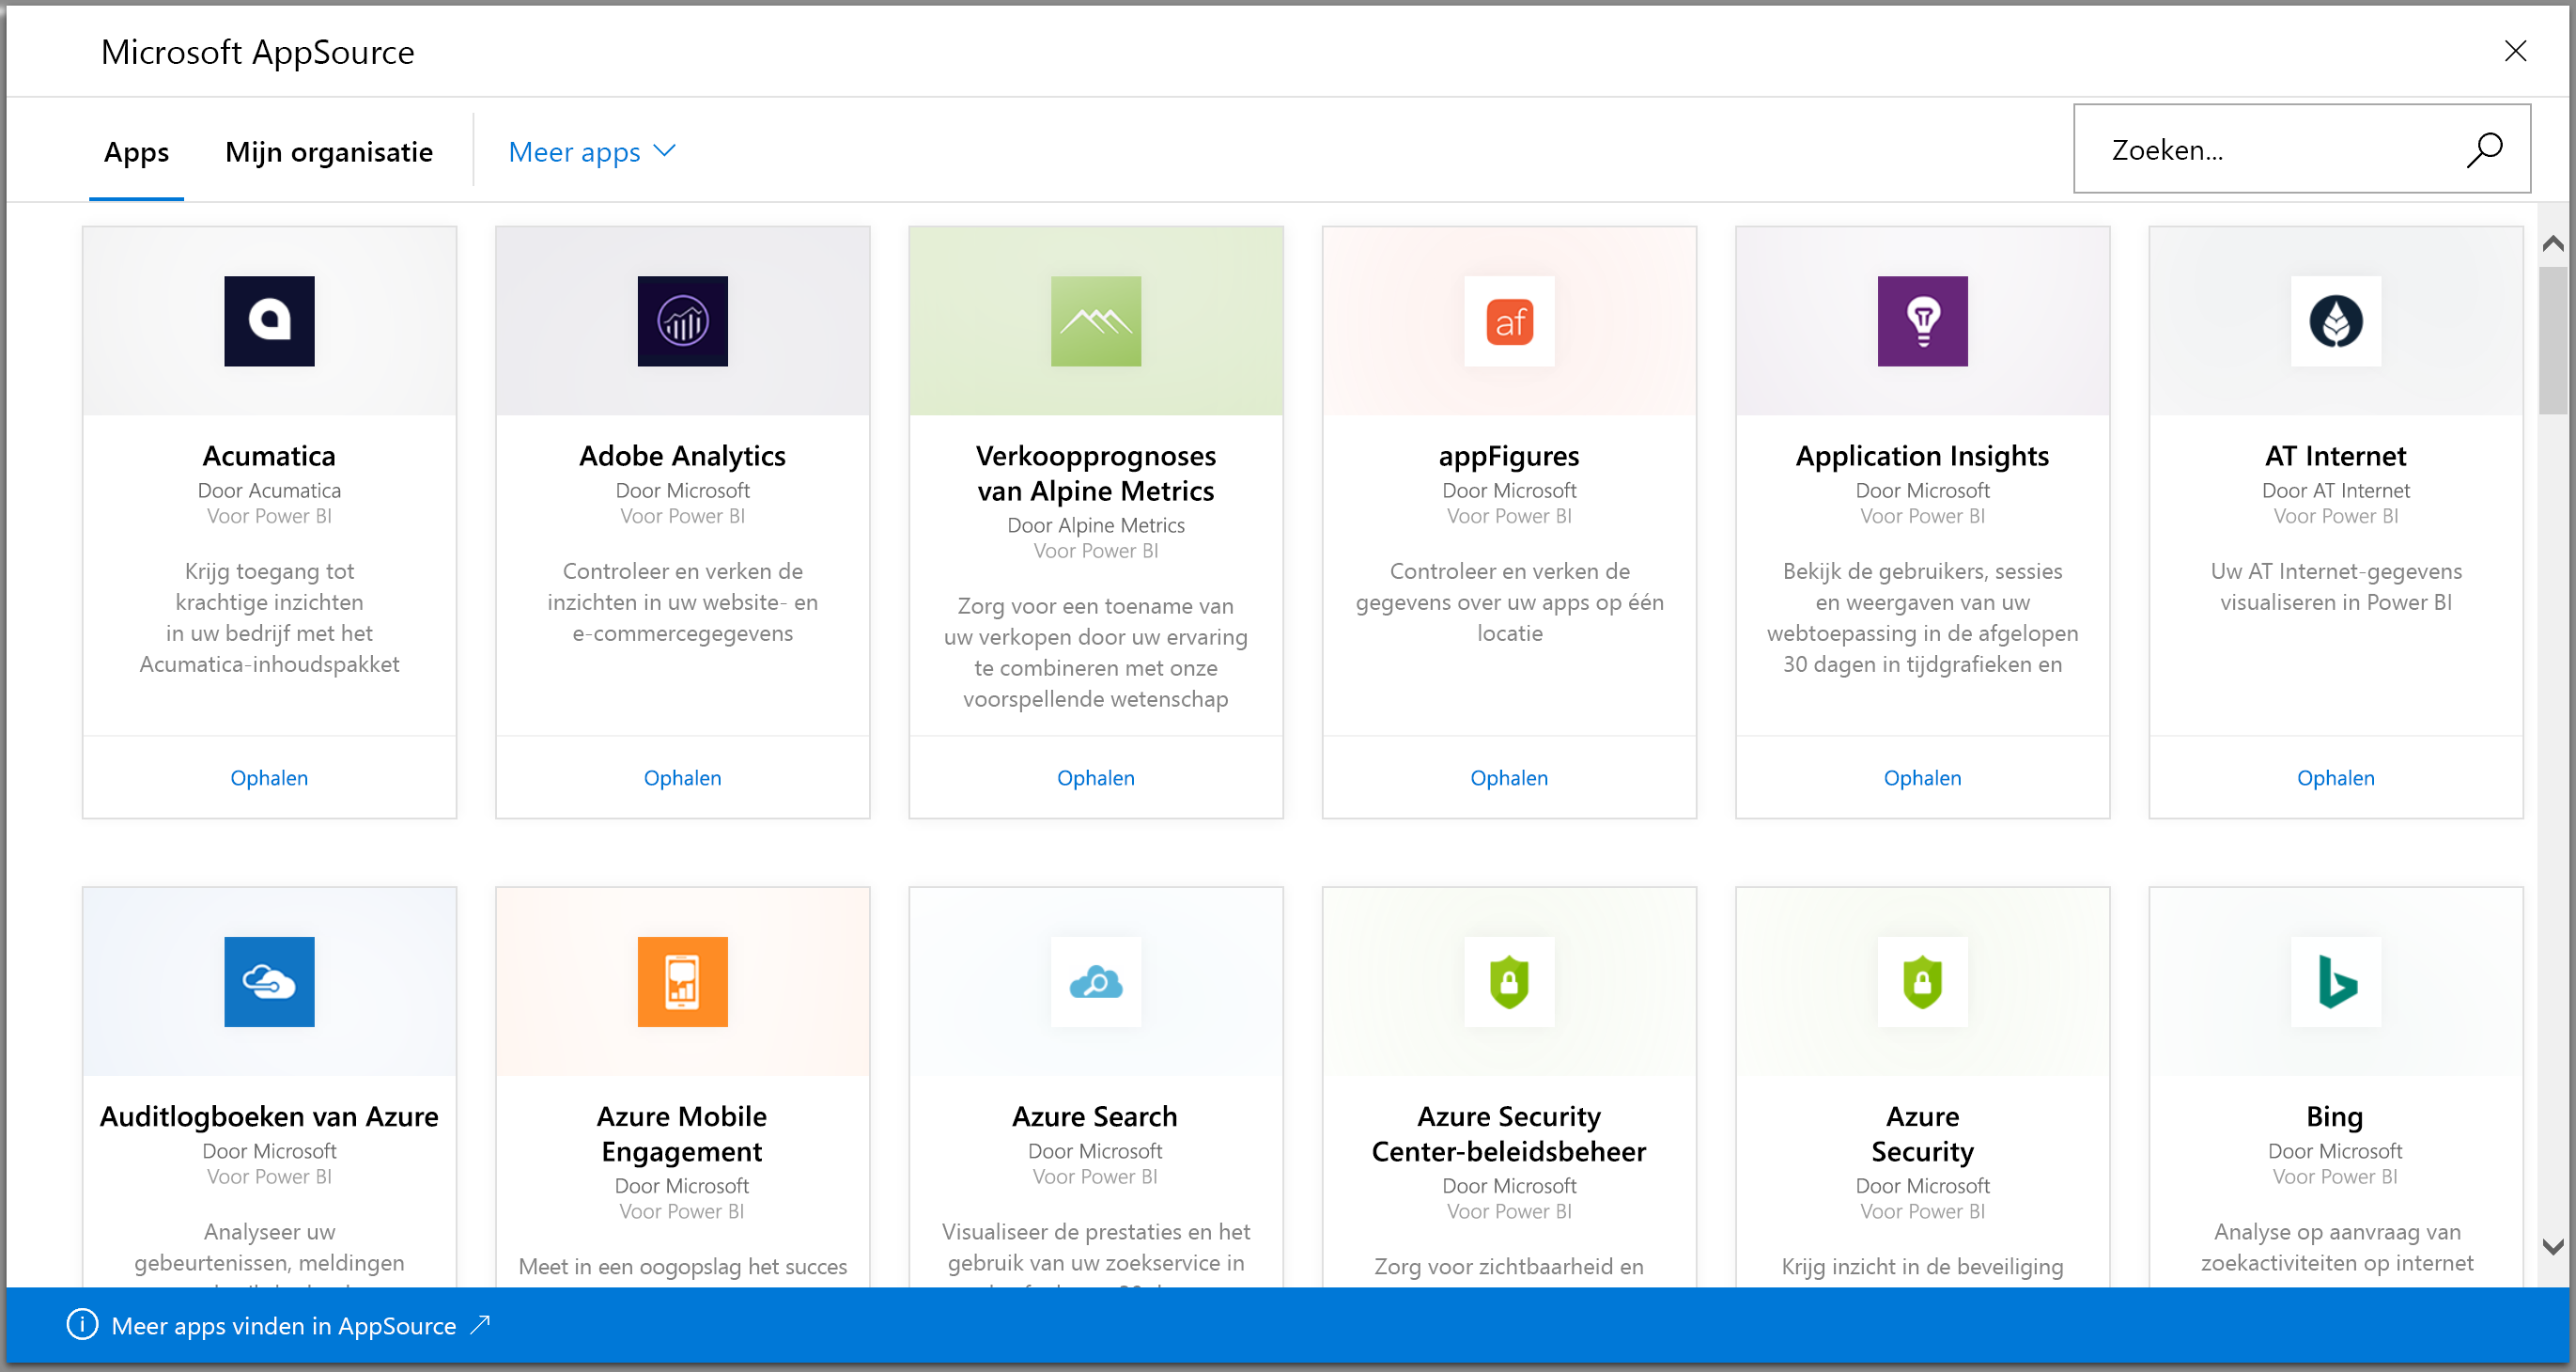 Microsoft AppSource
Apps
Mijn organisatie
Meer apps
Zoeken...
af
Acumatica
Door Acumatica
Voor Power BI
Krijg toegang tot
krachtige inzichten
in uw bedrijf met het
Acumatica-inhoudspakket
Ophalen
Adobe Analytics
Door Microsoft
Voor Power BI
Controleer en verken de
inzichten in uw website- en
e-commercegegevens
Ophalen
Verkoopprognoses
van Alpine Metrics
Door Alpine Metrics
Voor Power BI
Zorg voor een toename van
uw verkopen door uw ervaring
te combineren met onze
voorspellende wetenschap
Ophalen
appFigures
Door Microsoft
Voor Power BI
Controleer en verken de
gegevens over uw apps op één
locatie
Ophalen
Application Insights
Door Microsoft
Voor Power BI
Bekijk de gebruikers, sessies
en weergaven van uw
webtoepassing in de afgelopen
30 dagen in tijdgrafieken en
Ophalen
AT Internet
Door AT Internet
Voor Power BI
Uw AT Internet-gegevens
visualiseren in Power BI
Ophalen
Auditlogboeken van Azure
Door Microsoft
Voor Power BI
Analyseer uw
gebeurtenissen, meldingen
Azure Mobile
Engagement
Door Microsoft
Voor Power BI
Meet in een oogopslag het succes
Azure Search
Door Microsoft
Voor Power BI
Visualiseer de prestaties en het
gebruik van uw zoekservice in
Azure Security
Center-beleidsbeheer
Door Microsoft
Voor Power BI
Zorg voor zichtbaarheid en
Azure
Security
Door Microsoft
Voor Power BI
Krijg inzicht in de beveiliging
Bing
Door Microsoft
Voor Power BI
Analyse op aanvraag van
zoekactiviteiten op internet
Meer apps vinden in AppSource